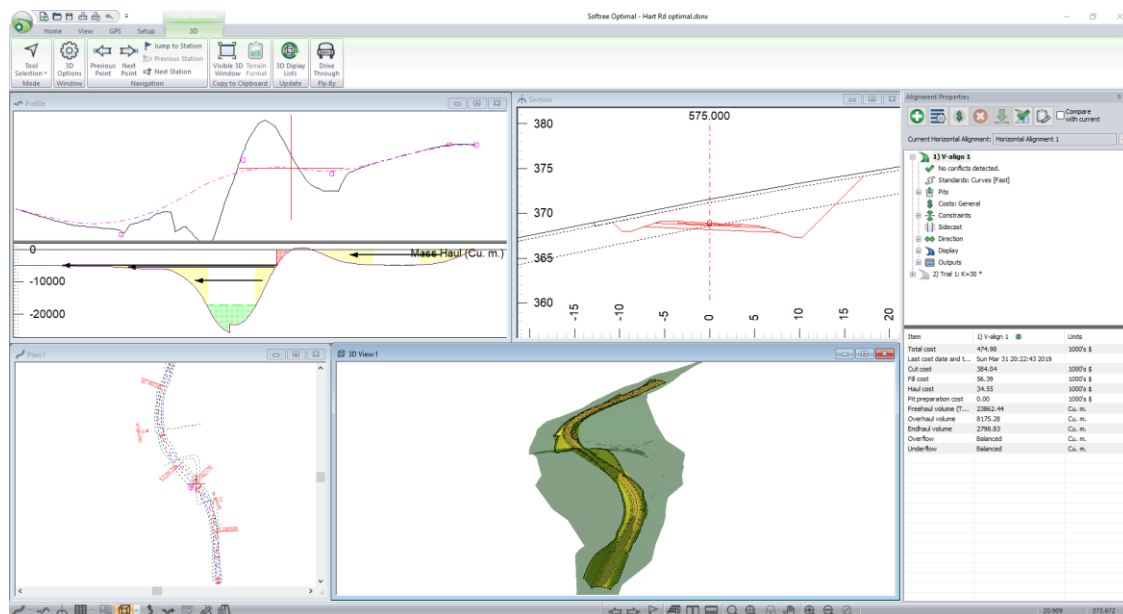 Softree Optimal - Hart Rd optimal.dsnx
Home View GPS Setup 3D
Tool Selection
3D Options
Previous Point
Next Point
Jump to Station
Previous Station
Next Station
Visible 3D Window
Terrain Format
3D Diplay Lists
Drive Through
Mode Window Navigation Copy to Clipboard Update Fly-By
Profile
0
-10000
-20000
Mass Haul (Cu. m.)
Section
575.000
380
375
370
365
360
-15 -10 -5 0 5 10 15 20
Plan:1
3D View:1
Alignment Properties
Compare with current
Current Horizontal Alignment: Horizontal Alignment 1
1) V-align 1
No conflicts detected.
Standards: Curves [Fast]
Pits
Costs: General
Constraints
Sidecast
Direction
Display
Outputs
2) Trial 1: K=30 *
Item 1) V-align 1 Units
Total cost 474.98 1000's $
Last cost date and t... Sun Mar 31 20:22:43 2019
Cut cost 384.04 1000's $
Fill cost 56.39 1000's $
Haul cost 34.55 1000's $
Pit preparation cost 0.00 1000's $
Freehaul volume (T... 23862.44 Cu. m.
Overhaul volume 8175.28 Cu. m.
Endhaul volume 2798.83 Cu. m.
Overflow Balanced Cu. m.
Underflow Balanced Cu. m.
20.909 373.672